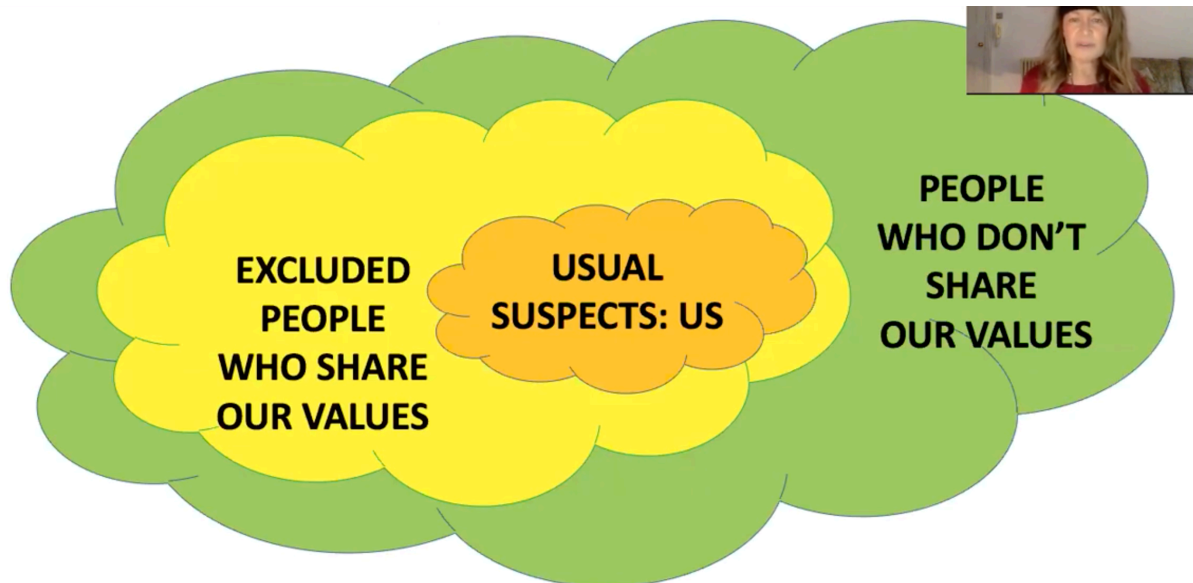 EXCLUDED
PEOPLE
WHO SHARE
OUR VALUES
USUAL
SUSPECTS: US
PEOPLE
WHO DON'T
SHARE
OUR VALUES